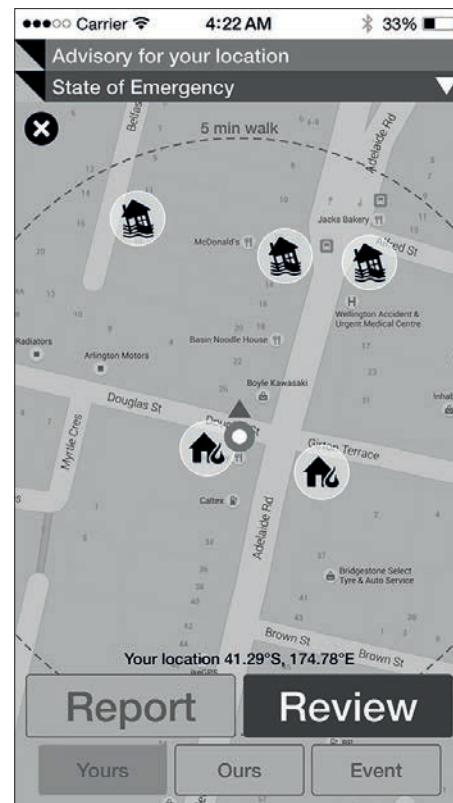 Carrier 4:22 AM 33%
Advisory for your location
State of Emergency
5 min walk
Adelaide Rd
Jacks Bakery
McDonald's
Alfred St
H
Wellington Accident &
Urgent Medical Centre
Radiators
Arlington Motors
Basin Noodle House
Boyle Kawasaki
Douglas St
Myrtle Cres
Girton Terrace
Caltex
Adelaide Rd
Bridgestone Select
Tyre & Auto Service
Brown St
Brown St
Your location 41.29°S, 174.78°E
Report Review
Yours Ours Event